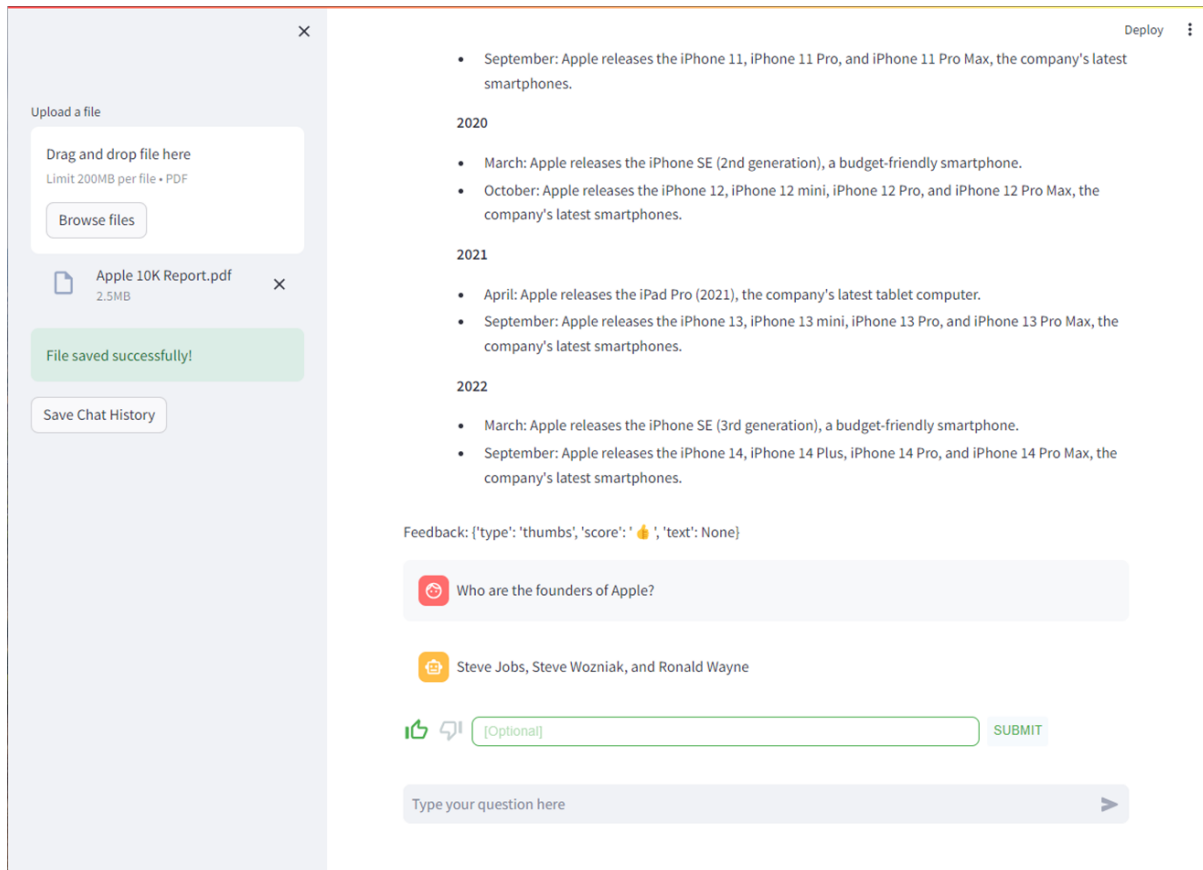 Deploy
Upload a file
Drag and drop file here
Limit 200MB per file • PDF
Browse files
Apple 10K Report.pdf
2.5MB
File saved successfully!
Save Chat History
• September: Apple releases the iPhone 11, iPhone 11 Pro, and iPhone 11 Pro Max, the company's latest
smartphones.
2020
• March: Apple releases the iPhone SE (2nd generation), a budget-friendly smartphone.
• October: Apple releases the iPhone 12, iPhone 12 mini, iPhone 12 Pro, and iPhone 12 Pro Max, the
company's latest smartphones.
2021
• April: Apple releases the iPad Pro (2021), the company's latest tablet computer.
• September: Apple releases the iPhone 13, iPhone 13 mini, iPhone 13 Pro, and iPhone 13 Pro Max, the
company's latest smartphones.
2022
• March: Apple releases the iPhone SE (3rd generation), a budget-friendly smartphone.
• September: Apple releases the iPhone 14, iPhone 14 Plus, iPhone 14 Pro, and iPhone 14 Pro Max, the
company's latest smartphones.
Feedback: {'type': 'thumbs', 'score': ' 👍 ', 'text': None}
Who are the founders of Apple?
Steve Jobs, Steve Wozniak, and Ronald Wayne
[Optional]
SUBMIT
Type your question here